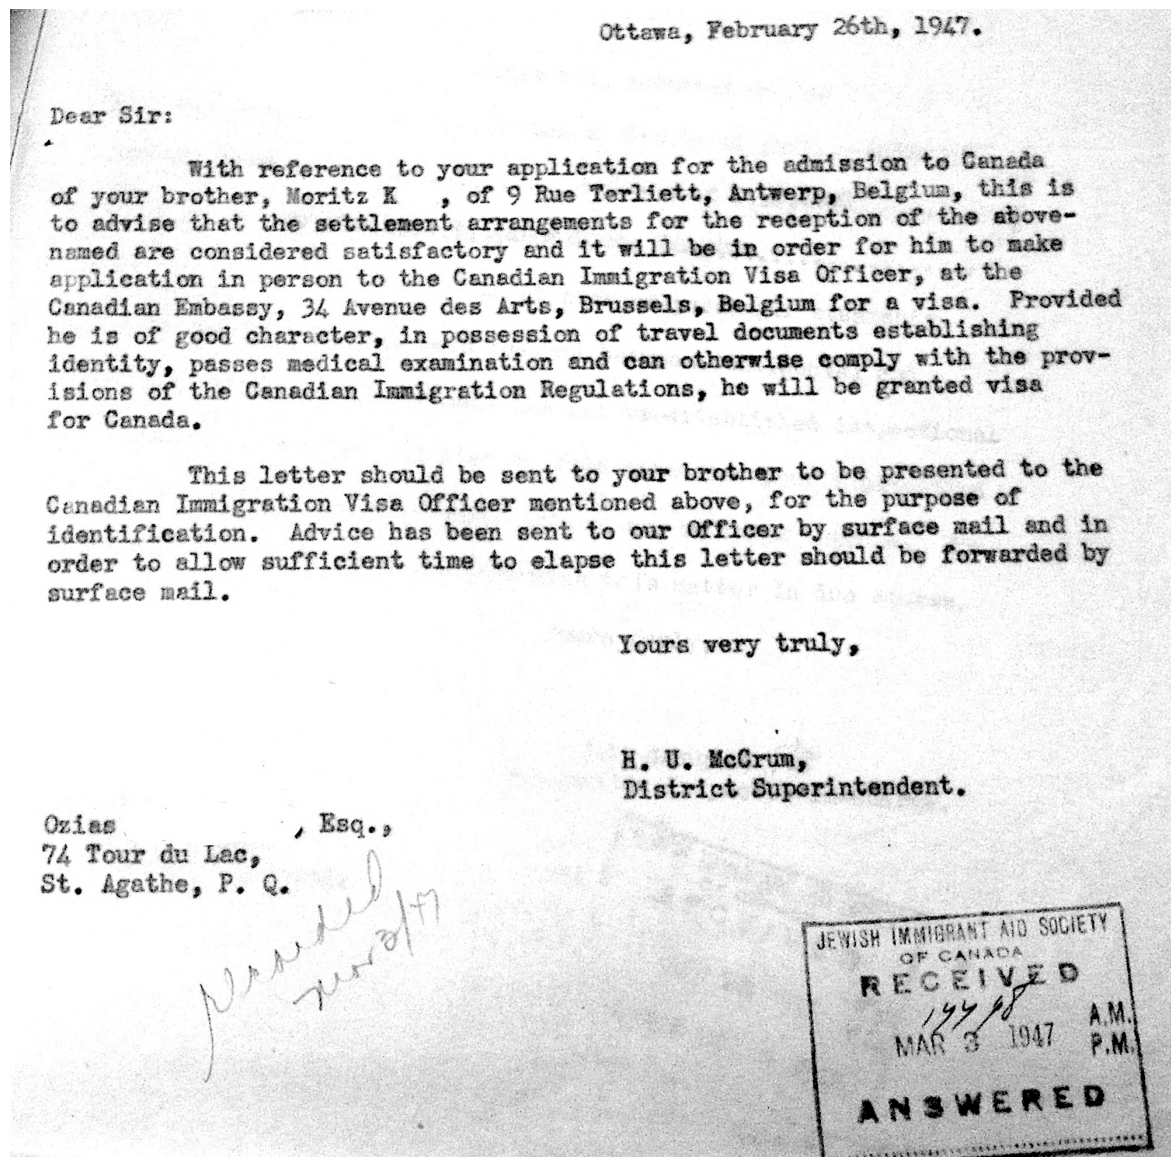 Ottawa, February 26th, 1947.
Dear Sir:
With reference to your application for the admission to Canada
of your brother, Moritz K , of 9 Rue Terliett, Antwerp, Belgium, this is
to advise that the settlement arrangements for the reception of the above-
named are considered satisfactory and it will be in order for him to make
application in person to the Canadian Immigration Visa Officer, at the
Canadian Embassy, 34 Avenue des Arts, Brussels, Belgium for a visa. Provided
he is of good character, in possession of travel documents establishing
identity, passes medical examination and can otherwise comply with the prov-
isions of the Canadian Immigration Regulations, he will be granted visa
for Canada.
This letter should be sent to your brother to be presented to the
Canadian Immigration Visa Officer mentioned above, for the purpose of
identification. Advice has been sent to our Officer by surface mail and in
order to allow sufficient time to elapse this letter should be forwarded by
surface mail.
Yours very truly,
H. U. McCrum,
District Superintendent.
Ozias , Esq.,
74 Tour du Lac,
St. Agathe, P. Q.
Mar 3/47
JEWISH IMMIGRANT AID SOCIETY
OF CANADA
RECEIVED
A.M.
MAR 3 1947 P.M.
ANSWERED